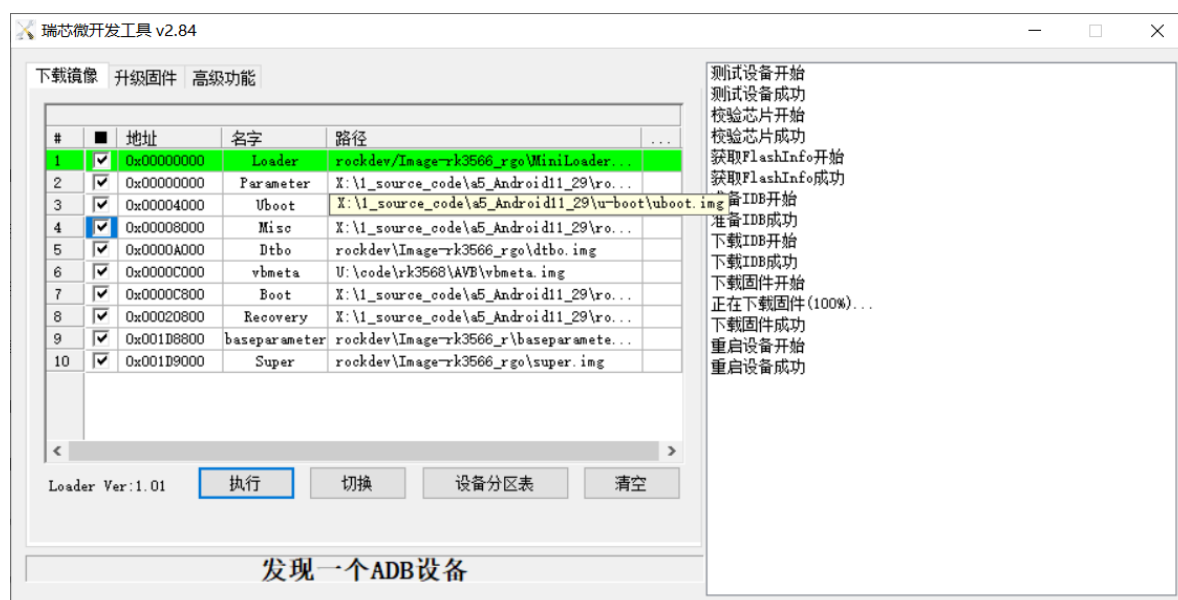 瑞芯微开发工具 v2.84
下载镜像 升级固件 高级功能
# 地址 名字 路径 ...
1 0x00000000 Loader rockdev/Image-rk3566_rgo\MiniLoader...
2 0x00000000 Parameter X:\1_source_code\a5_Android11_29\ro...
3 0x00004000 Uboot X:\1_source_code\a5_Android11_29\u-boot\uboot.img
4 0x00008000 Misc X:\1_source_code\a5_Android11_29\ro...
5 0x0000A000 Dtbo rockdev\Image-rk3566_rgo\dtbo.img
6 0x0000C000 vbmeta U:\code\rk3568\AVB\vbmeta.img
7 0x0000C800 Boot X:\1_source_code\a5_Android11_29\ro...
8 0x00020800 Recovery X:\1_source_code\a5_Android11_29\ro...
9 0x001D8800 baseparameter rockdev\Image-rk3566_r\baseparamete...
10 0x001D9000 Super rockdev\Image-rk3566_rgo\super.img
Loader Ver:1.01 执行 切换 设备分区表 清空
发现一个ADB设备
测试设备开始
测试设备成功
校验芯片开始
校验芯片成功
获取FlashInfo开始
获取FlashInfo成功
备IDB开始
准备IDB成功
下载IDB开始
下载IDB成功
下载固件开始
正在下载固件(100%)...
下载固件成功
重启设备开始
重启设备成功